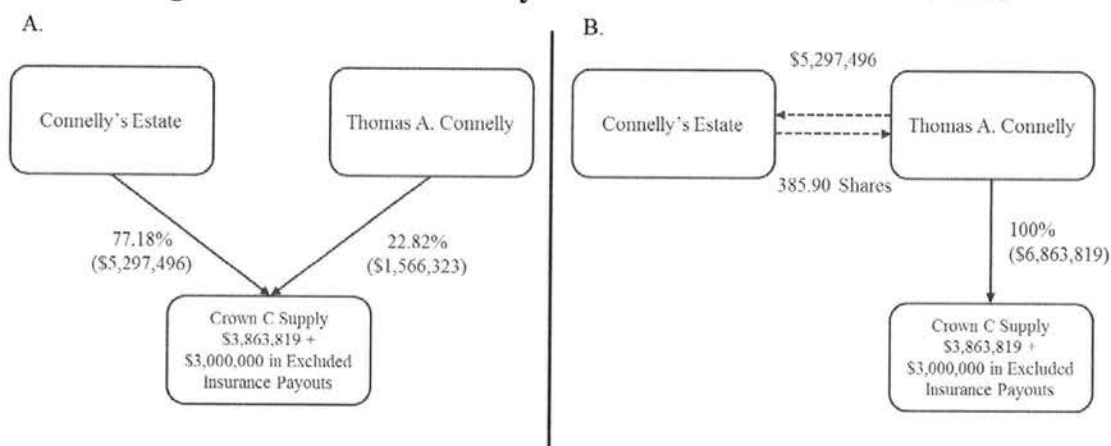 A.
Connelly's Estate
Thomas A. Connelly
77.18%
($5,297,496)
22.82%
($1,566,323)
Crown C Supply
$3,863,819 +
$3,000,000 in Excluded
Insurance Payouts
B.
$5,297,496
Connelly's Estate
Thomas A. Connelly
385.90 Shares
100%
($6,863,819)
Crown C Supply
$3,863,819 +
$3,000,000 in Excluded
Insurance Payouts